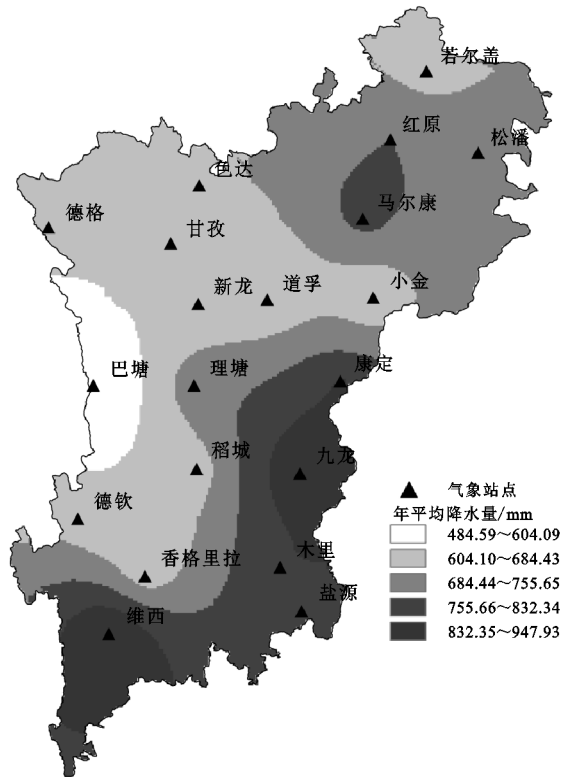 若尔盖
红原
松潘
色达
马尔康
德格
甘孜
新龙
道孚
小金
巴塘
理塘
康定
稻城
九龙
德钦
香格里拉
木里
维西
盐源
气象站点
年平均降水量/mm
484.59～604.09
604.10～684.43
684.44～755.65
755.66～832.34
832.35～947.93